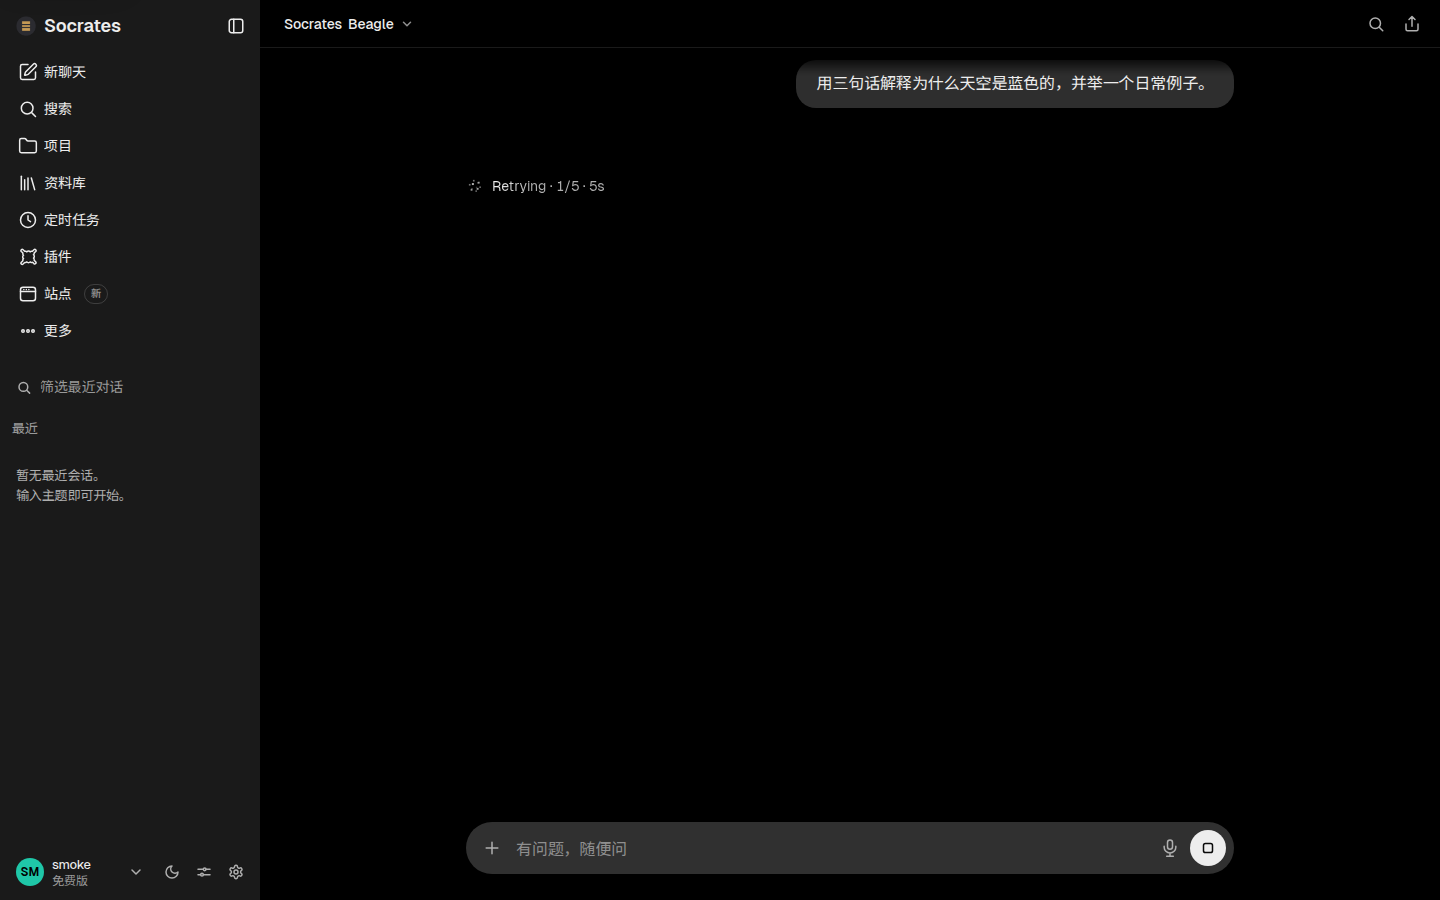 Socrates
新聊天
搜索
项目
资料库
定时任务
插件
站点 新
更多
筛选最近对话
最近
暂无最近会话。
输入主题即可开始。
SM
smoke
免费版
Socrates Beagle
用三句话解释为什么天空是蓝色的，并举一个日常例子。
Retrying · 1/5 · 5s
有问题，随便问